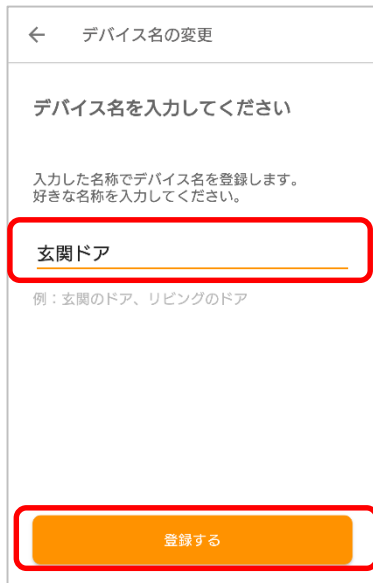 ← デバイス名の変更
デバイス名を入力してください
入力した名称でデバイス名を登録します。
好きな名称を入力してください。
玄関ドア
例：玄関のドア、リビングのドア
登録する